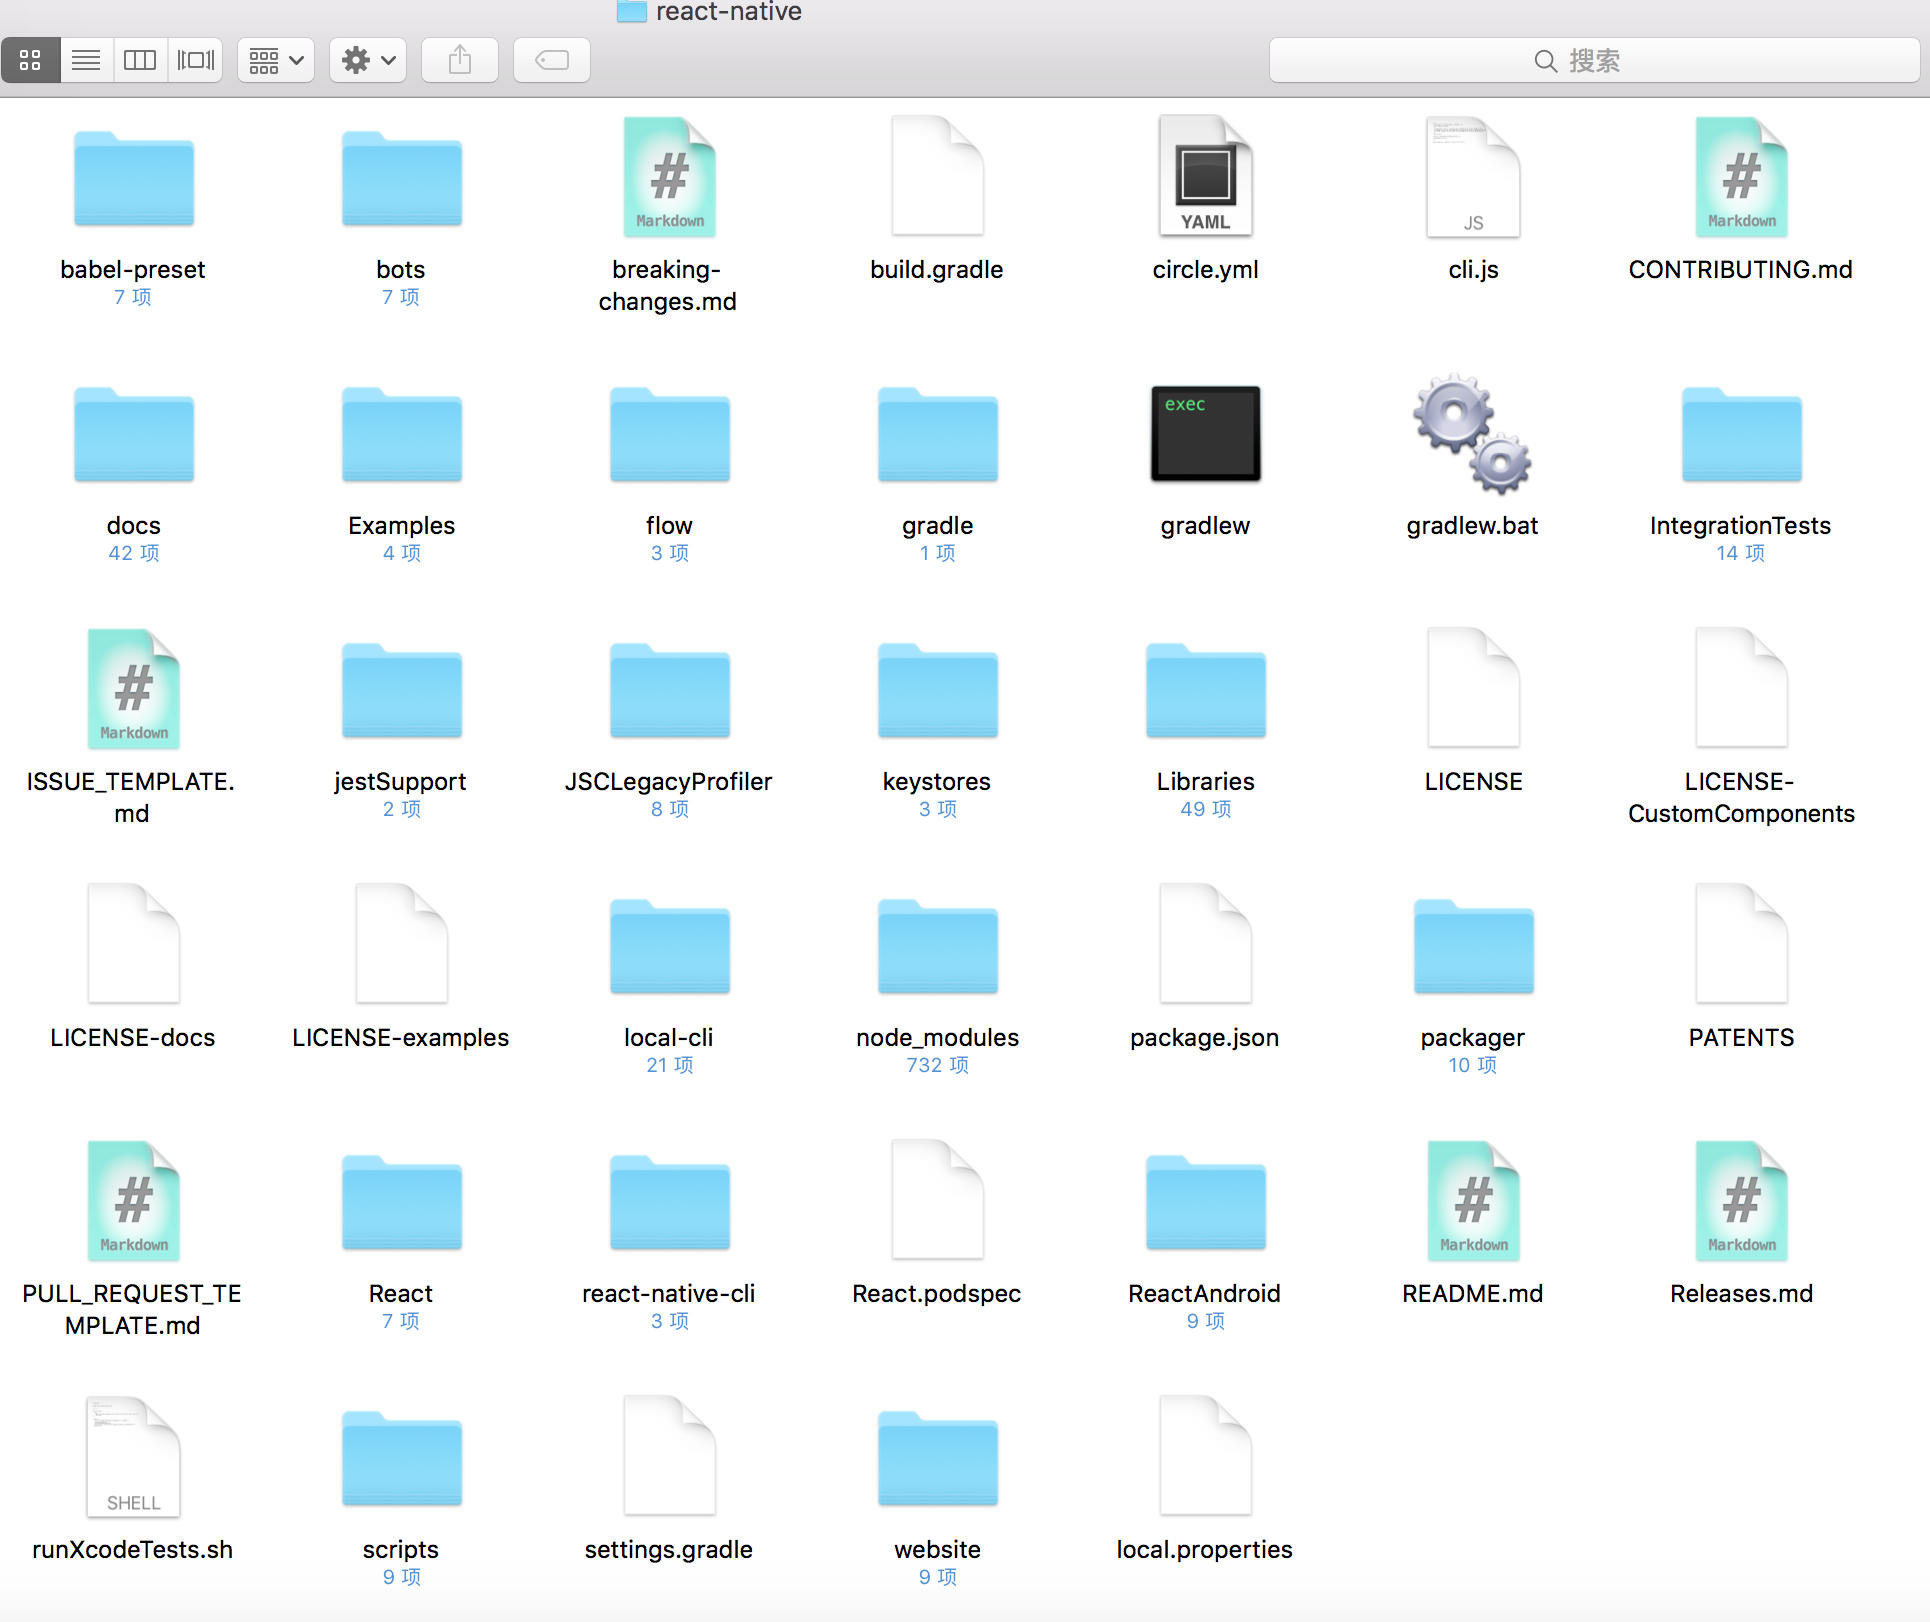 react-native
搜索
Markdown
YAML
JS
Markdown
babel-preset
bots
breaking-
build.gradle
circle.yml
cli.js
CONTRIBUTING.md
7 项
7 项
changes.md
exec
docs
Examples
flow
gradle
gradlew
gradlew.bat
IntegrationTests
42 项
4 项
3 项
1 项
14 项
Markdown
ISSUE_TEMPLATE.
jestSupport
JSCLegacyProfiler
keystores
Libraries
LICENSE
LICENSE-
md
2 项
8 项
3 项
49 项
CustomComponents
LICENSE-docs
LICENSE-examples
local-cli
node_modules
package.json
packager
PATENTS
21 项
732 项
10 项
Markdown
Markdown
Markdown
PULL_REQUEST_TE
React
react-native-cli
React.podspec
ReactAndroid
README.md
Releases.md
MPLATE.md
7 项
3 项
9 项
SHELL
runXcodeTests.sh
scripts
settings.gradle
website
local.properties
9 项
9 项